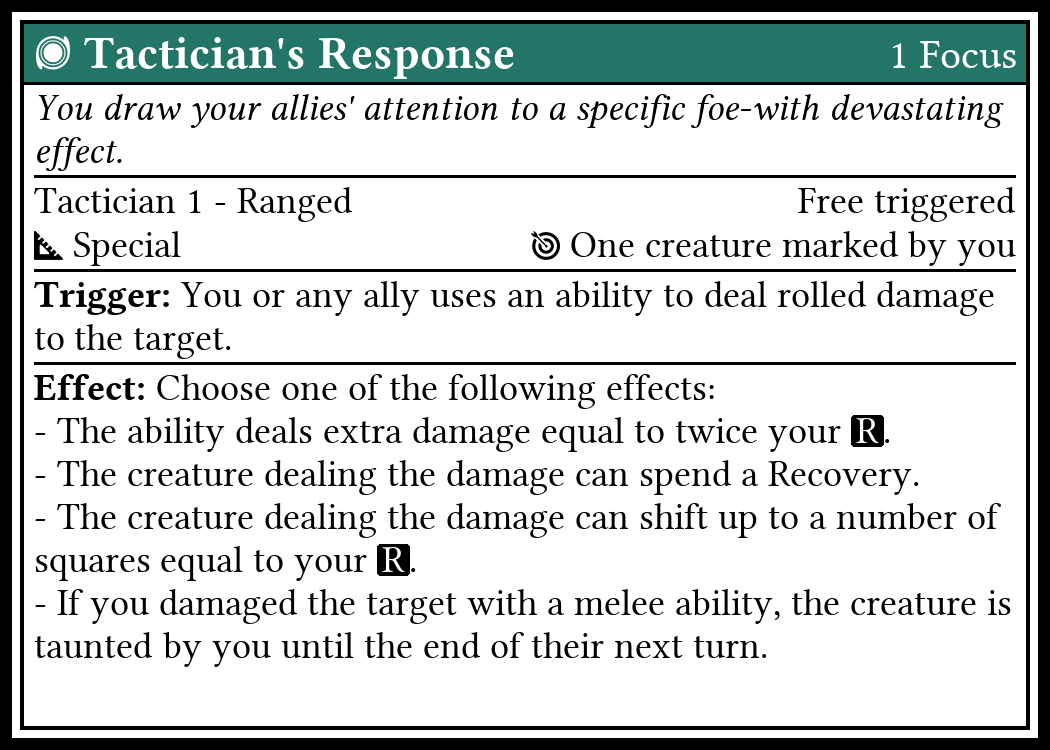 Tactician's Response 1 Focus
You draw your allies' attention to a specific foe-with devastating
effect.
Tactician 1 - Ranged Free triggered
Special One creature marked by you
Trigger: You or any ally uses an ability to deal rolled damage
to the target.
Effect: Choose one of the following effects:
- The ability deals extra damage equal to twice your R.
- The creature dealing the damage can spend a Recovery.
- The creature dealing the damage can shift up to a number of
squares equal to your R.
- If you damaged the target with a melee ability, the creature is
taunted by you until the end of their next turn.